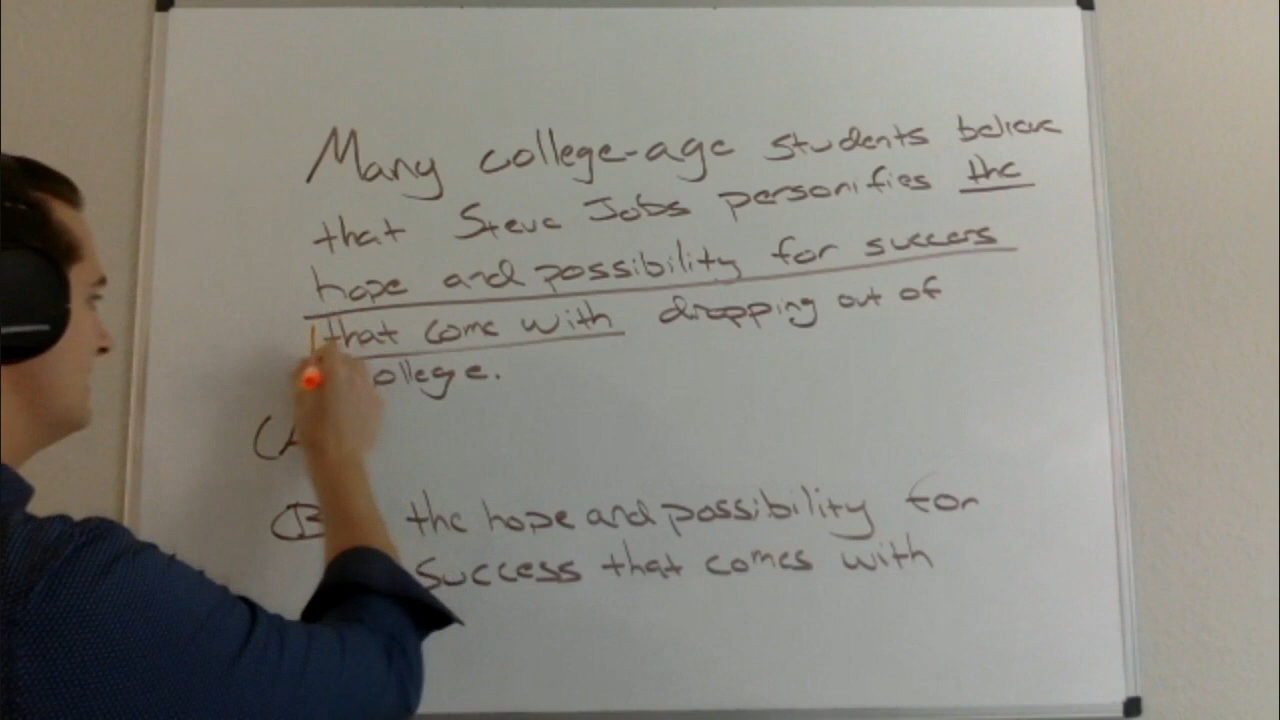 Many college-age students believe
that Steve Jobs personifies the
hope and possibility for success
that come with dropping out of
ollege.
(A
(B the hope and possibility for
success that comes with